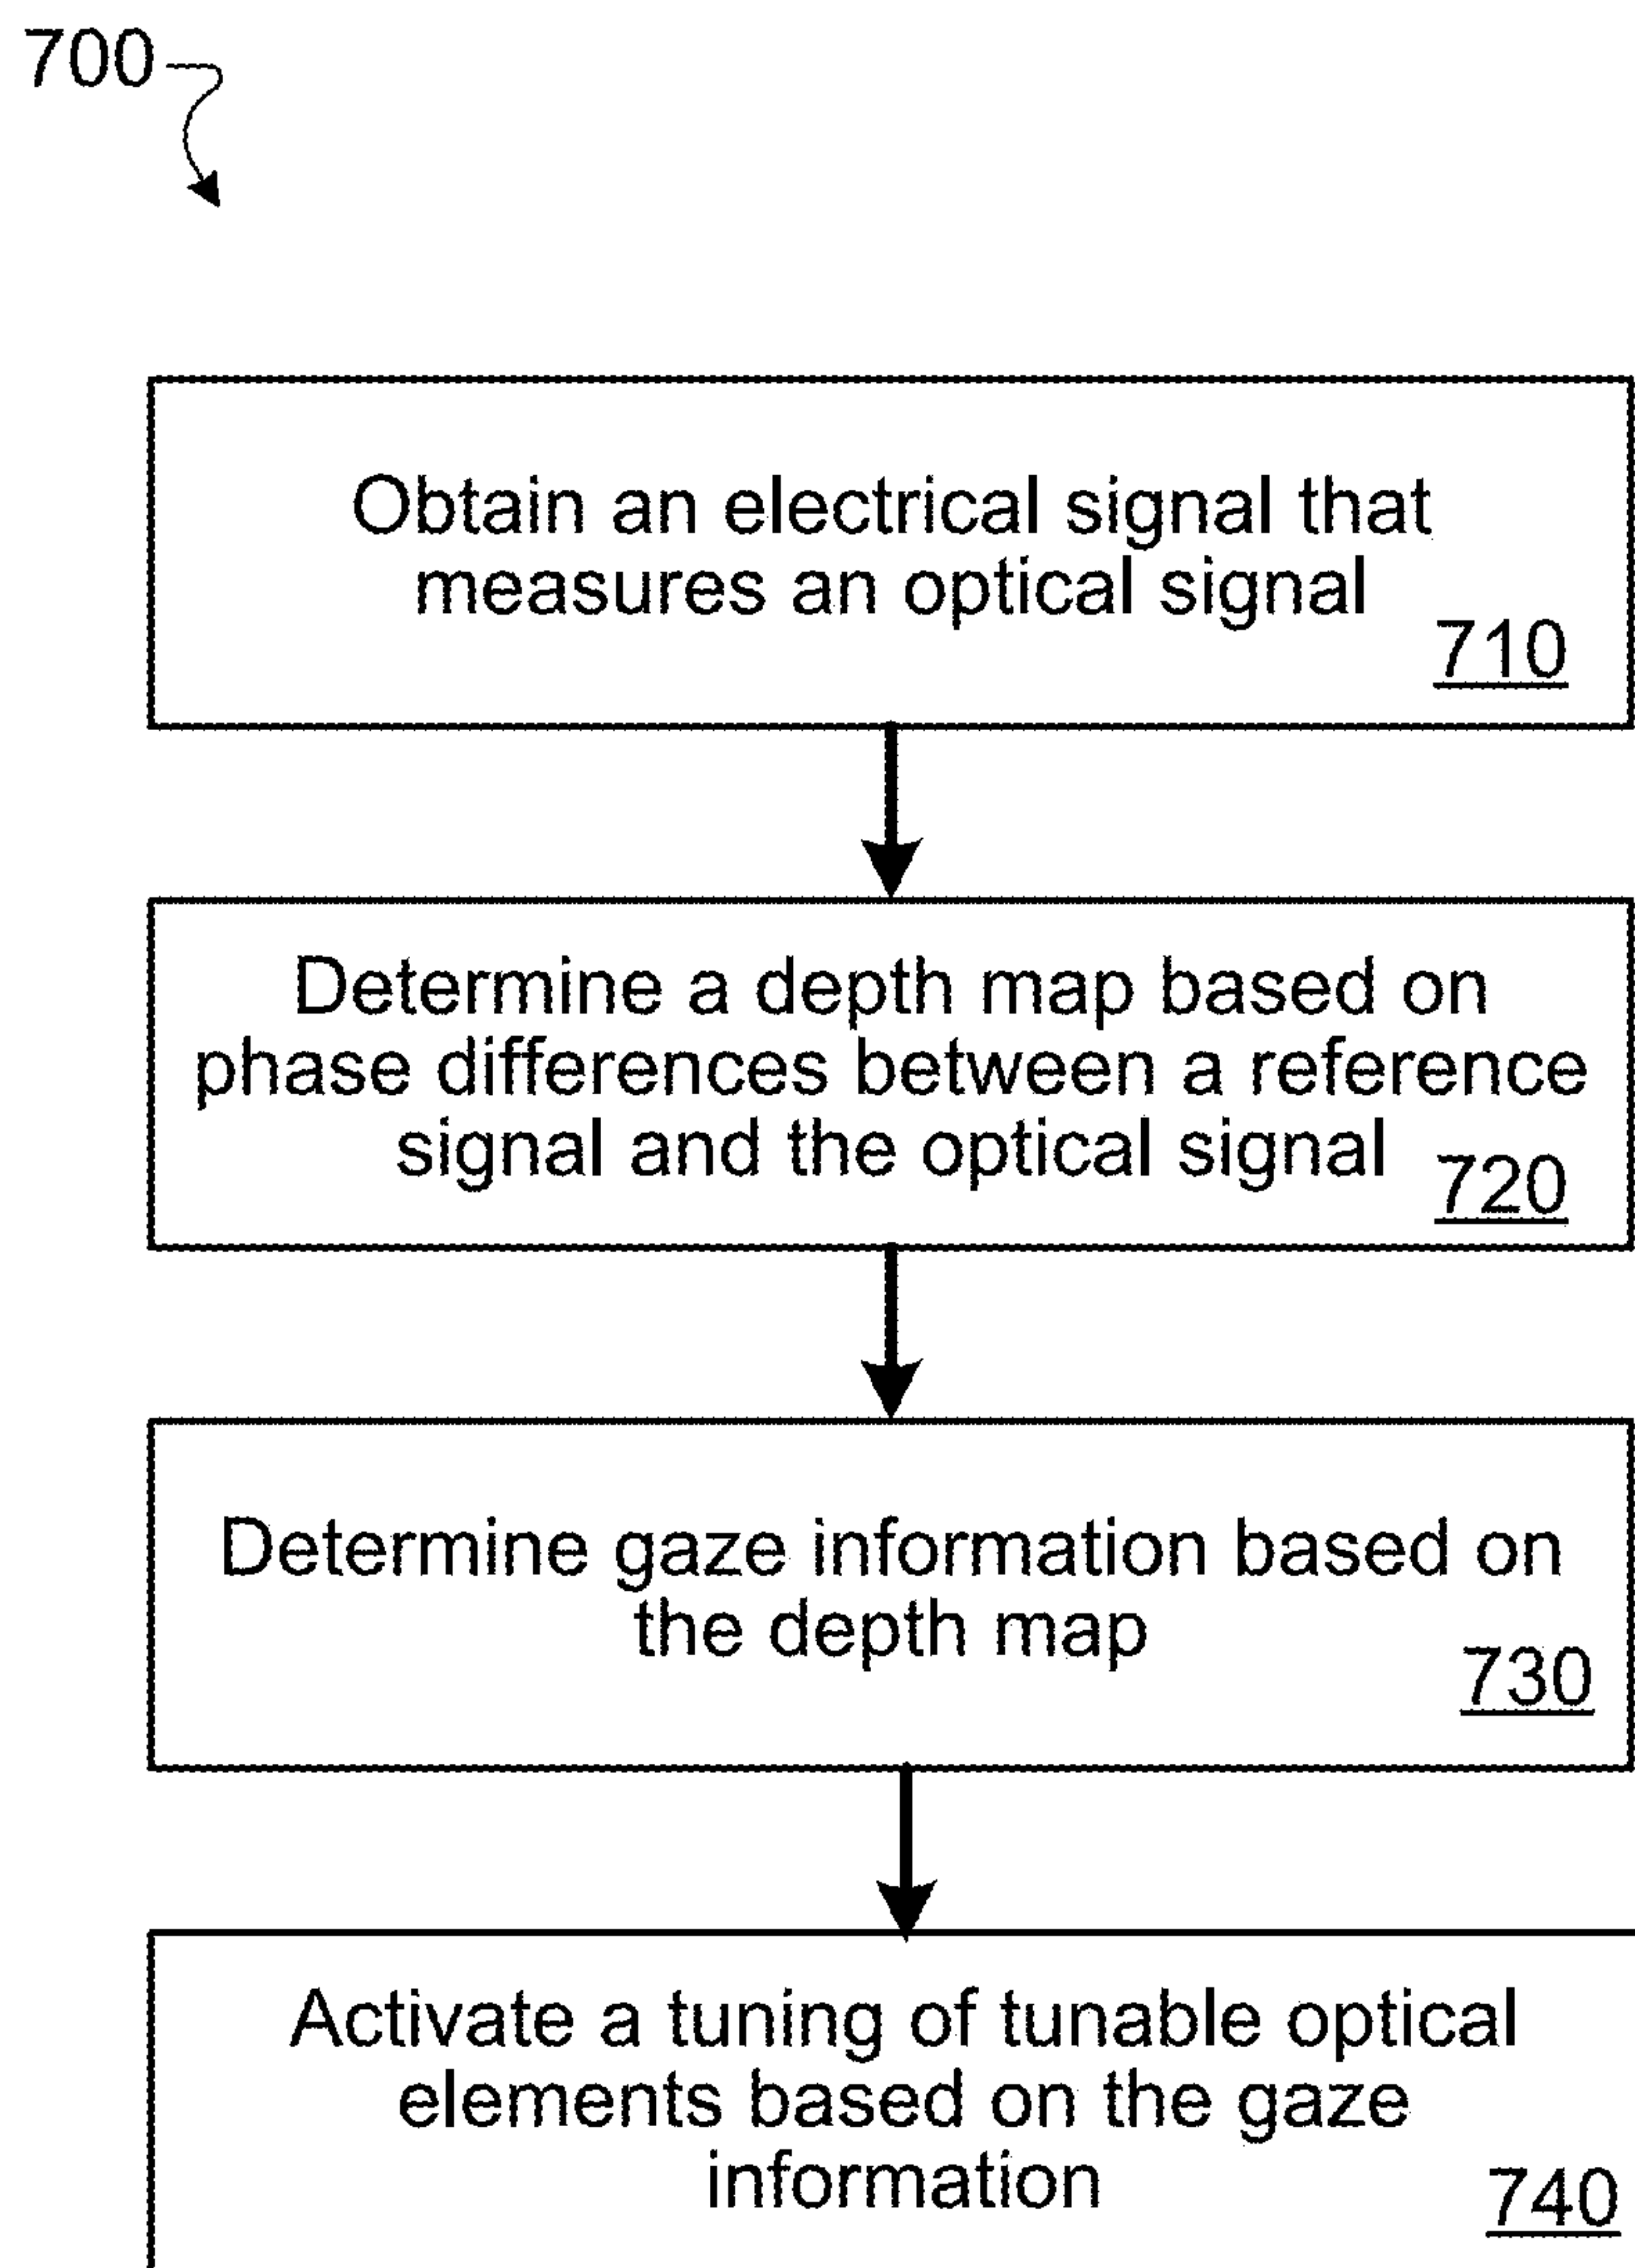 700
Obtain an electrical signal that
measures an optical signal
710
Determine a depth map based on
phase differences between a reference
signal and the optical signal
720
Determine gaze information based on
the depth map
730
Activate a tuning of tunable optical
elements based on the gaze
information
740